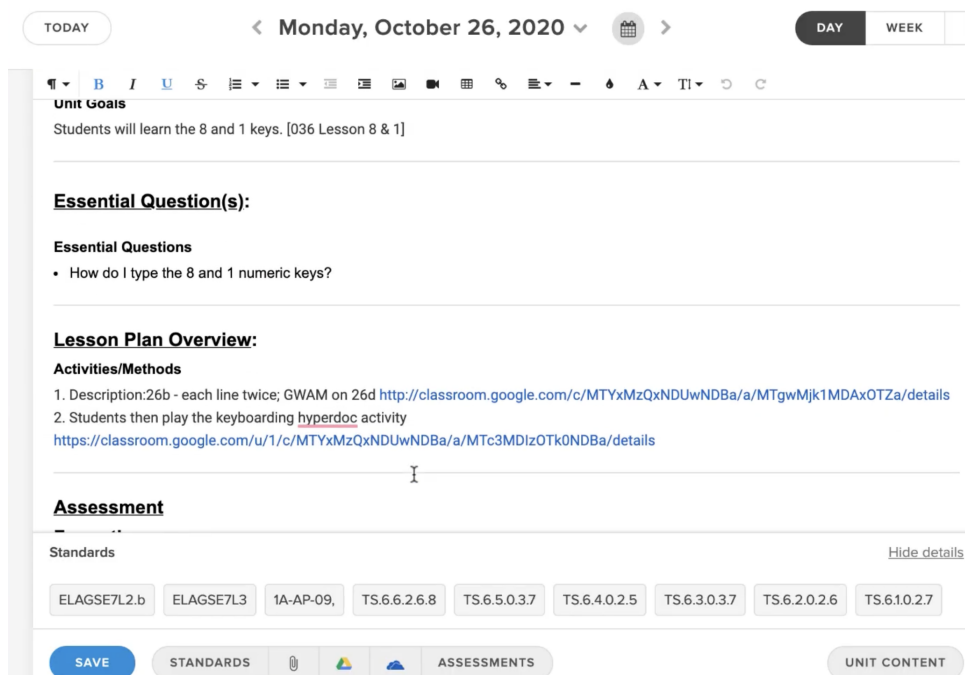 TODAY
Monday, October 26, 2020
DAY WEEK
B I U S A TI
Unit Goals
Students will learn the 8 and 1 keys. [036 Lesson 8 & 1]
Essential Question(s):
Essential Questions
• How do I type the 8 and 1 numeric keys?
Lesson Plan Overview:
Activities/Methods
1. Description:26b - each line twice; GWAM on 26d http://classroom.google.com/c/MTYxMzQxNDUwNDBa/a/MTgwMjk1MDAxOTZa/details
2. Students then play the keyboarding hyperdoc activity
https://classroom.google.com/u/1/c/MTYxMzQxNDUwNDBa/a/MTc3MDIzOTk0NDBa/details
Assessment
Standards Hide details
ELAGSE7L2.b ELAGSE7L3 1A-AP-09, TS.6.6.2.6.8 TS.6.5.0.3.7 TS.6.4.0.2.5 TS.6.3.0.3.7 TS.6.2.0.2.6 TS.6.1.0.2.7
SAVE STANDARDS ASSESSMENTS UNIT CONTENT